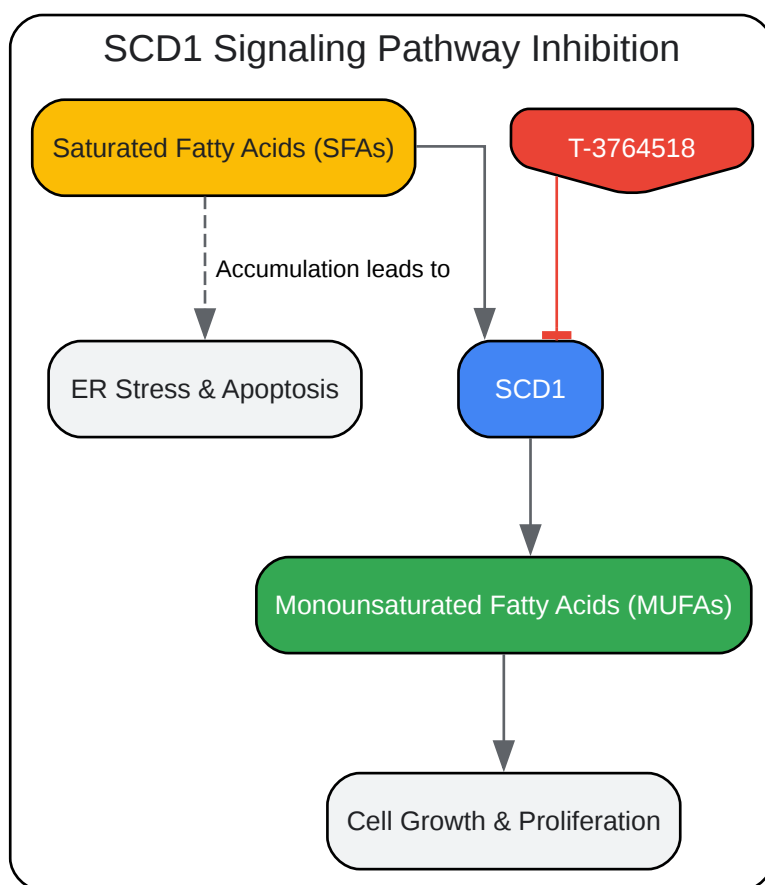 SCD1 Signaling Pathway Inhibition
Saturated Fatty Acids (SFAs)
T-3764518
Accumulation leads to
ER Stress & Apoptosis
SCD1
Monounsaturated Fatty Acids (MUFAs)
Cell Growth & Proliferation